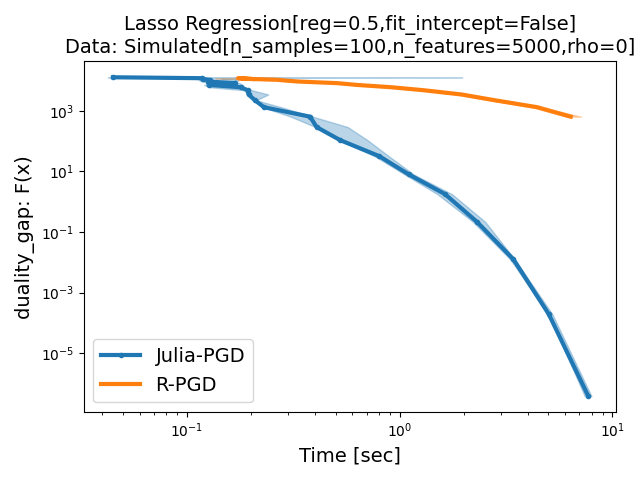 Lasso Regression[reg=0.5,fit_intercept=False]
Data: Simulated[n_samples=100,n_features=5000,rho=0]
duality_gap: F(x)
10³
10¹
10⁻¹
10⁻³
10⁻⁵
Julia-PGD
R-PGD
10⁻¹ 10⁰ 10¹
Time [sec]